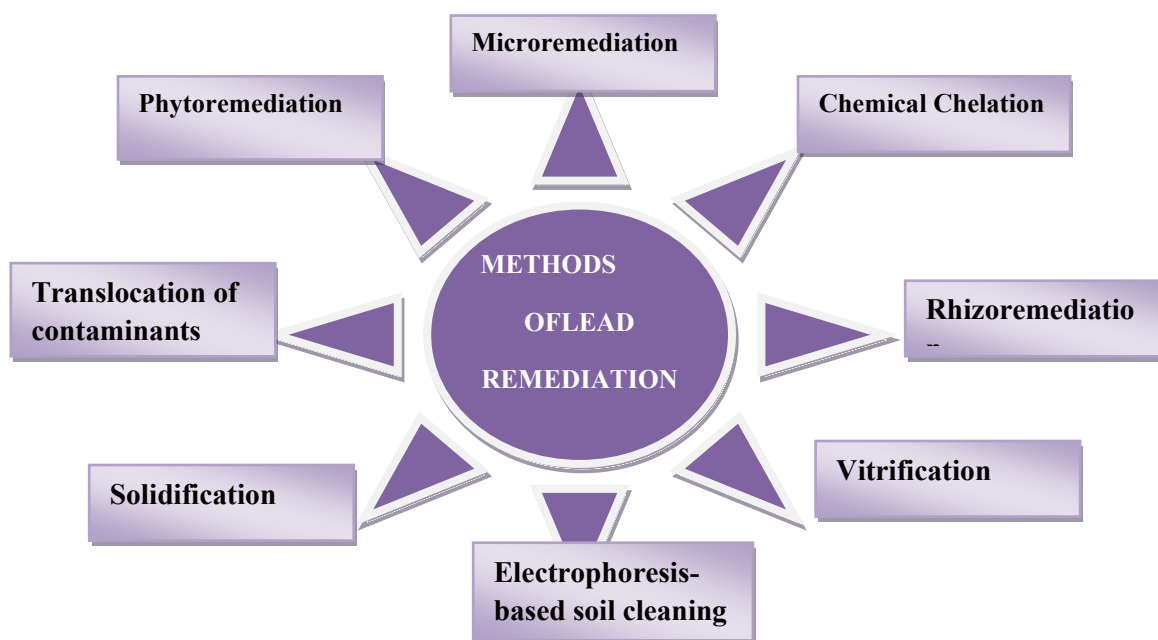 Microremediation
Phytoremediation
Chemical Chelation
METHODS
OFLEAD
REMEDIATION
Translocation of
contaminants
Rhizoremediatio
n
Solidification
Vitrification
Electrophoresis-
based soil cleaning